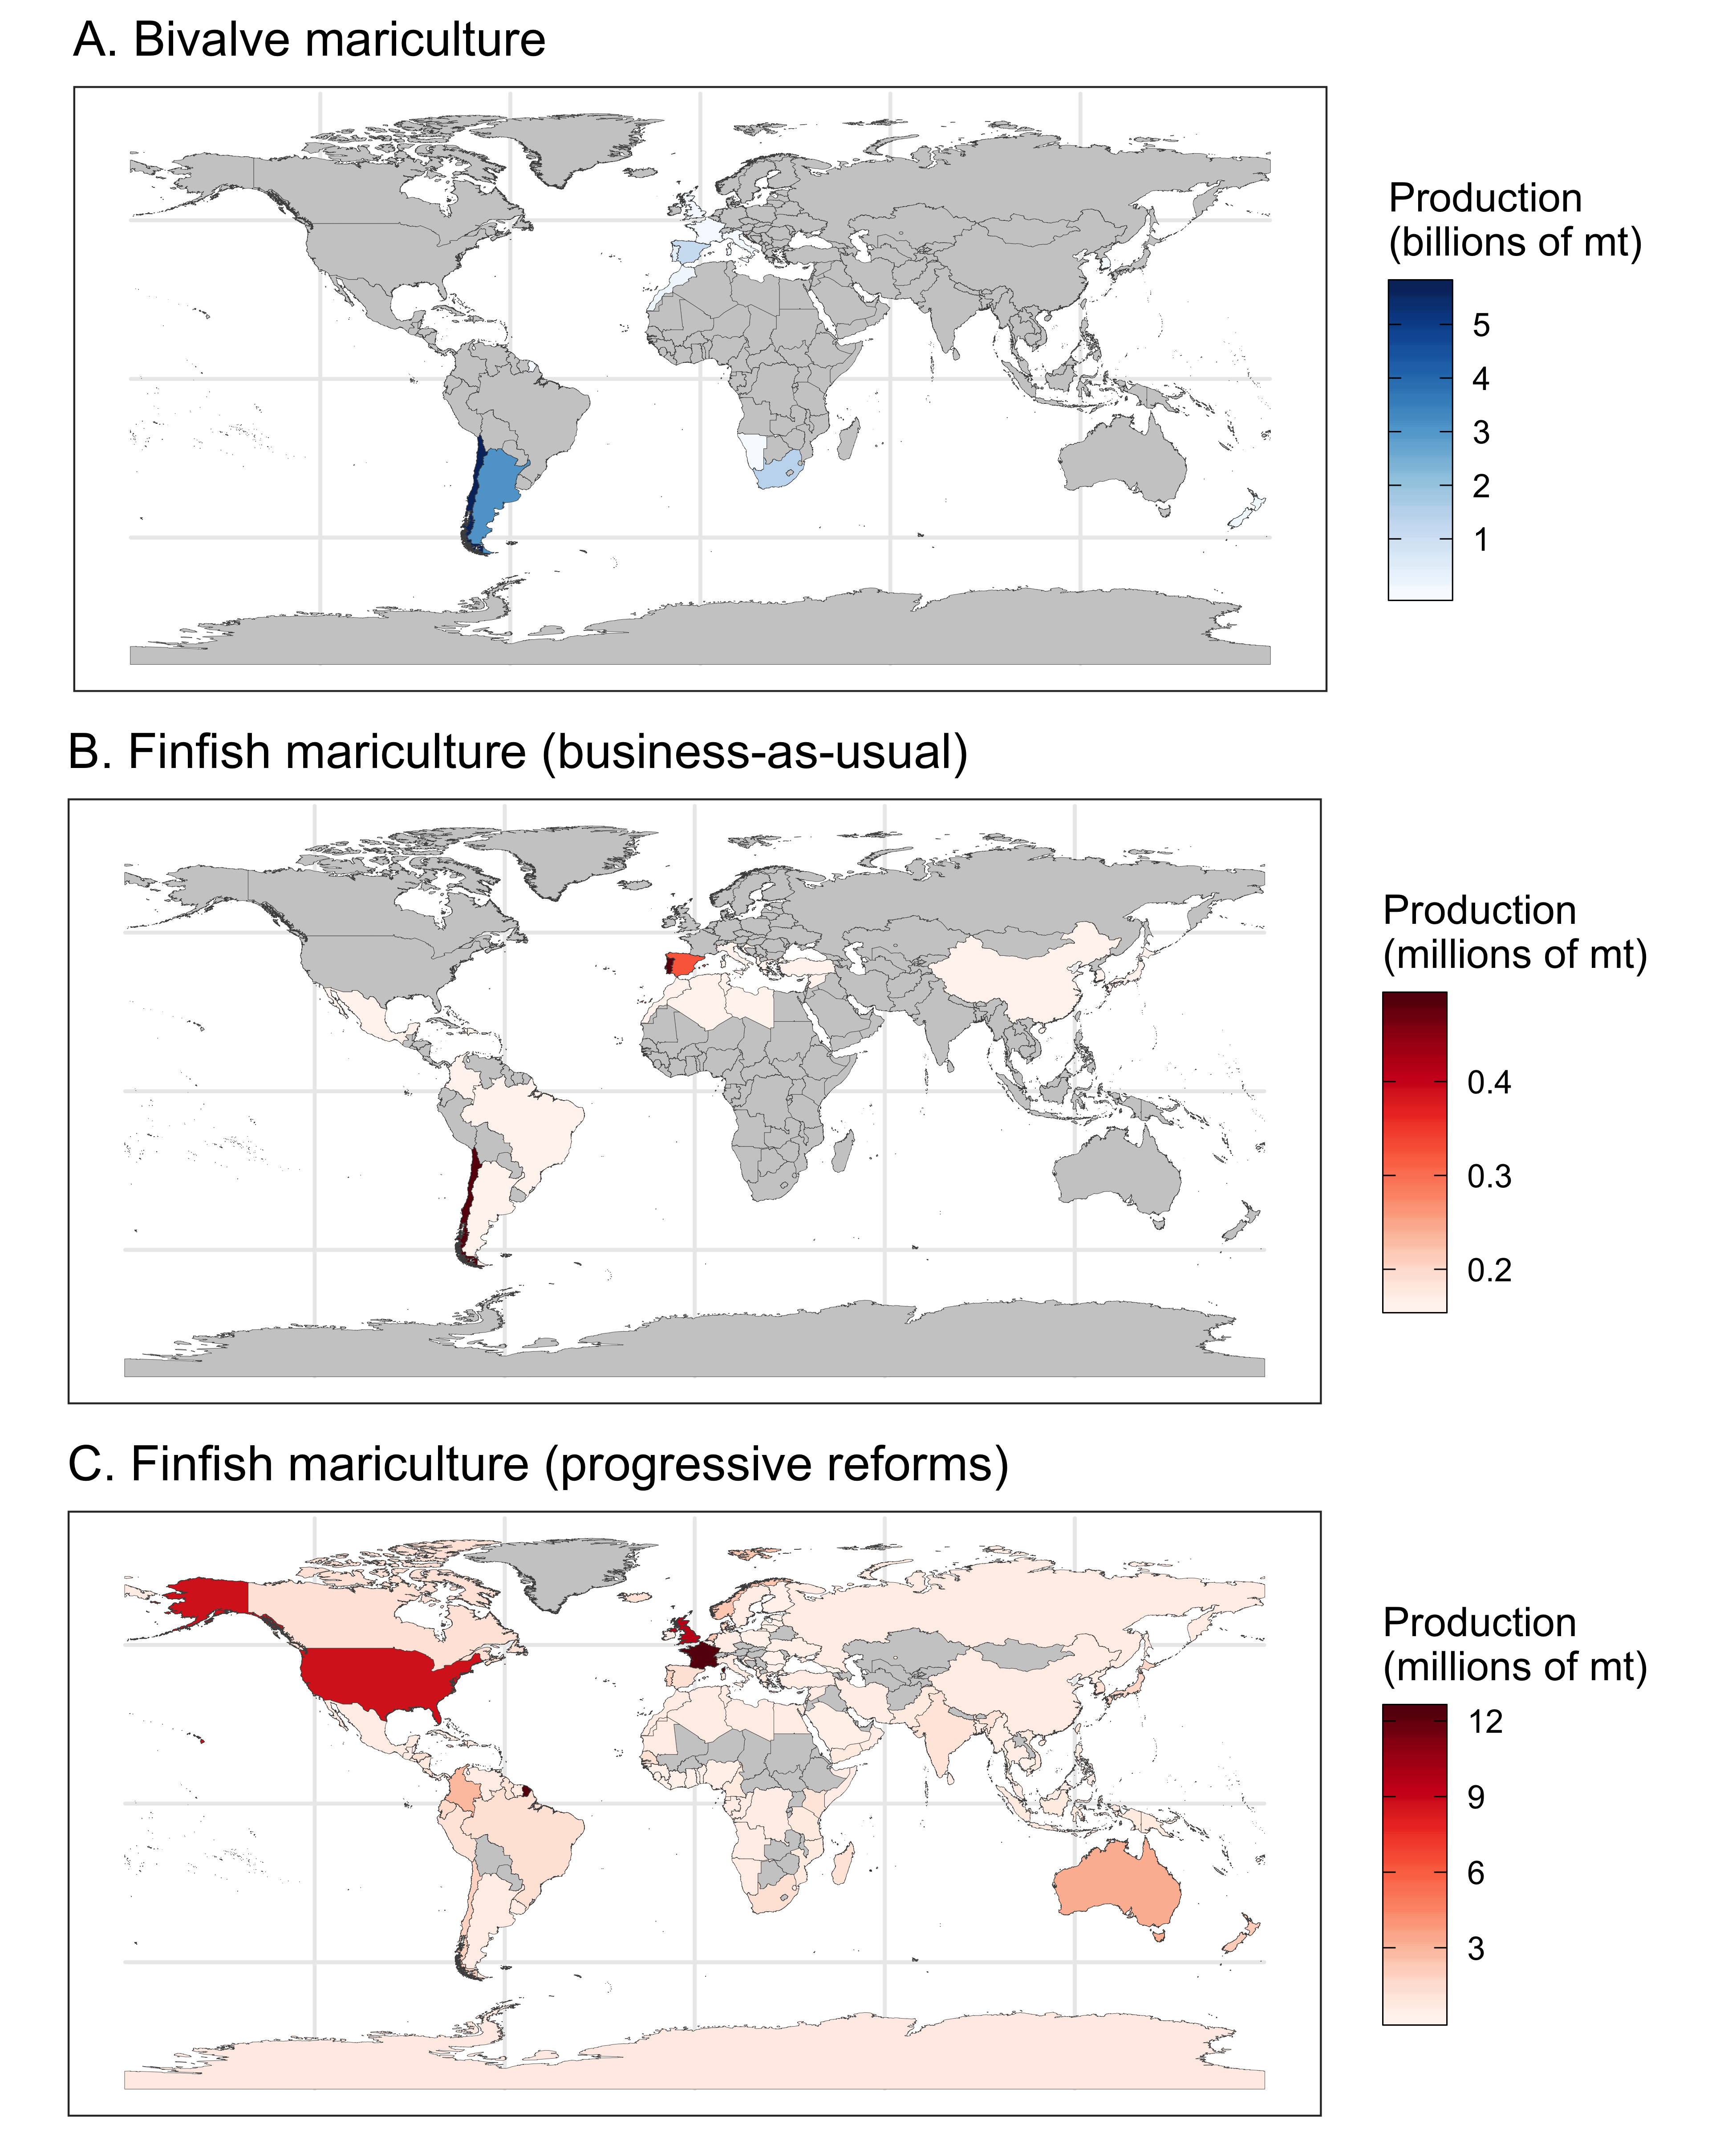 A. Bivalve mariculture
Production
(billions of mt)
5
4
3
2
1
B. Finfish mariculture (business-as-usual)
Production
(millions of mt)
0.4
0.3
0.2
C. Finfish mariculture (progressive reforms)
Production
(millions of mt)
12
9
6
3